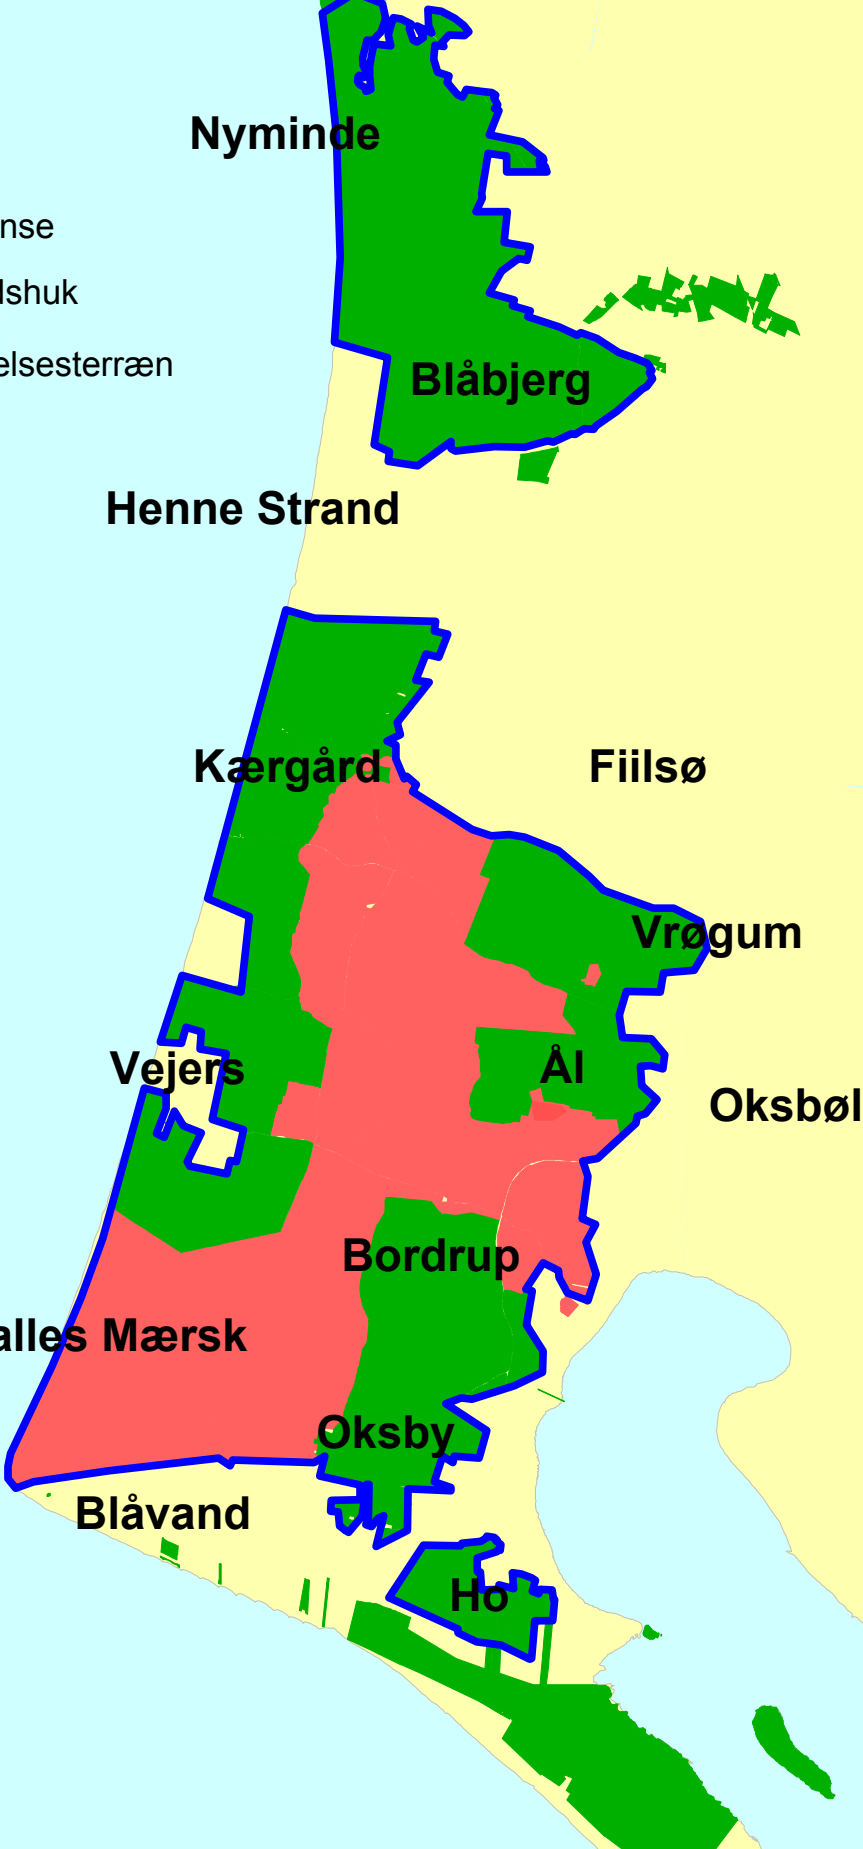 Nyminde
nse
lshuk
elsesterræn
Blåbjerg
Henne Strand
Kærgård
Fiilsø
Vrøgum
Vejers
Ål
Oksbøl
Bordrup
alles Mærsk
Oksby
Blåvand
Ho